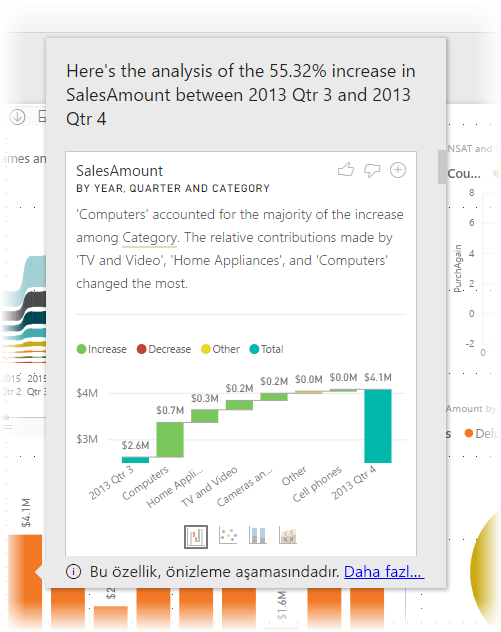 Here's the analysis of the 55.32% increase in
SalesAmount between 2013 Qtr 3 and 2013
Qtr 4
SalesAmount
BY YEAR, QUARTER AND CATEGORY
'Computers' accounted for the majority of the increase
among Category. The relative contributions made by
'TV and Video', 'Home Appliances', and 'Computers'
changed the most.
Increase Decrease Other Total
$4M
$3M
$2.6M
$0.7M
$0.3M
$0.2M
$0.2M
$0.0M
$0.0M
$4.1M
2013 Qtr 3
Computers
Home Appli...
TV and Video
Cameras an...
Other
Cell phones
2013 Qtr 4
Bu özellik, önizleme aşamasındadır. Daha fazl...
ames an
2015
Qtr 2
Qtr 3
$4.1M
$2
$1.6M
NSAT and
Cou...
PurchAgain
8
6
4
2
0
-2
0
Amount by
s
Delu